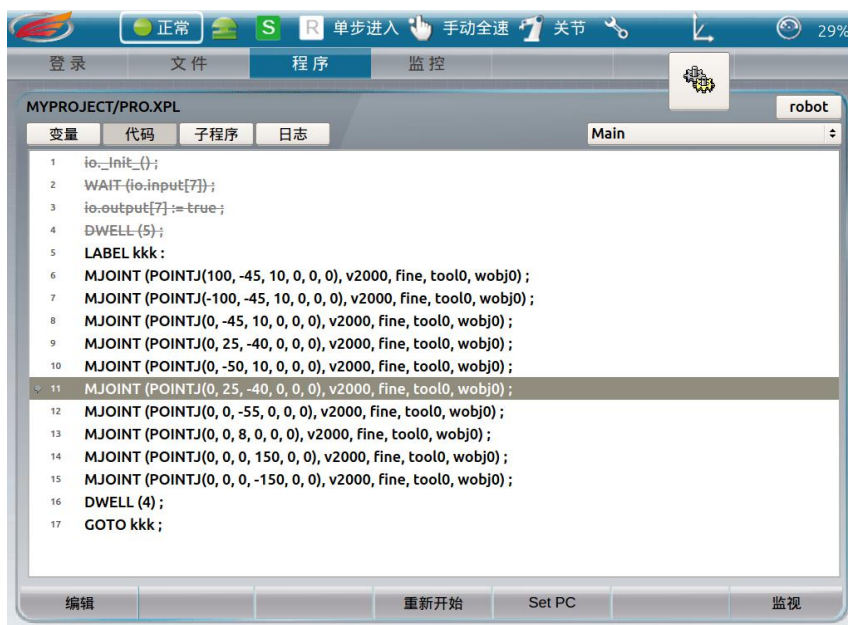 正常 S R 单步进入 手动全速 关节 29%
登录 文件 程序 监控
MYPROJECT/PRO.XPL robot
变量 代码 子程序 日志 Main
1 io._Init_() ;
2 WAIT (io.input[7]) ;
3 io.output[7] := true ;
4 DWELL (5) ;
5 LABEL kkk :
6 MJOINT (POINTJ(100, -45, 10, 0, 0, 0), v2000, fine, tool0, wobj0) ;
7 MJOINT (POINTJ(-100, -45, 10, 0, 0, 0), v2000, fine, tool0, wobj0) ;
8 MJOINT (POINTJ(0, -45, 10, 0, 0, 0), v2000, fine, tool0, wobj0) ;
9 MJOINT (POINTJ(0, 25, -40, 0, 0, 0), v2000, fine, tool0, wobj0) ;
10 MJOINT (POINTJ(0, -50, 10, 0, 0, 0), v2000, fine, tool0, wobj0) ;
11 MJOINT (POINTJ(0, 25, -40, 0, 0, 0), v2000, fine, tool0, wobj0) ;
12 MJOINT (POINTJ(0, 0, -55, 0, 0, 0), v2000, fine, tool0, wobj0) ;
13 MJOINT (POINTJ(0, 0, 8, 0, 0, 0), v2000, fine, tool0, wobj0) ;
14 MJOINT (POINTJ(0, 0, 0, 150, 0, 0), v2000, fine, tool0, wobj0) ;
15 MJOINT (POINTJ(0, 0, 0, -150, 0, 0), v2000, fine, tool0, wobj0) ;
16 DWELL (4) ;
17 GOTO kkk ;
编辑 重新开始 Set PC 监视